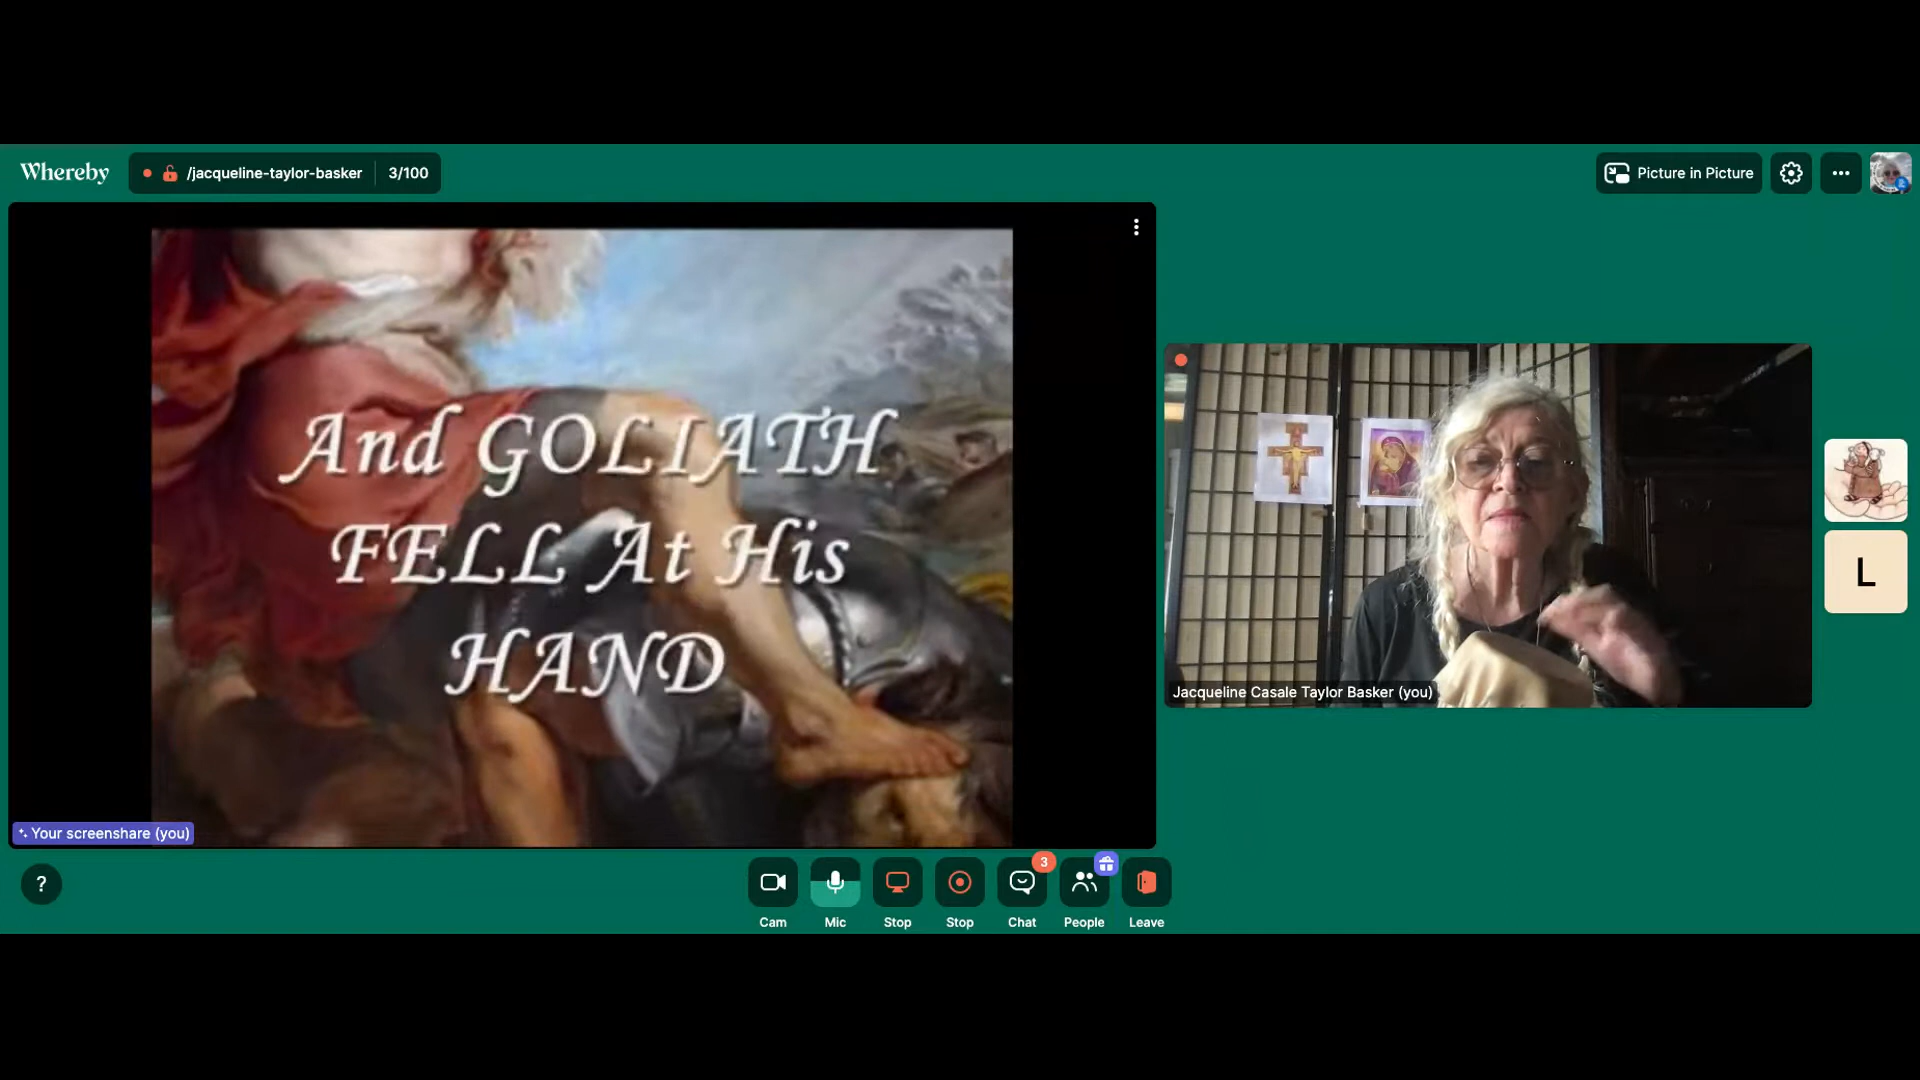 Whereby
/jacqueline-taylor-basker
3/100
Picture in Picture
And GOLIATH
FELL At His
HAND
Jacqueline Casale Taylor Basker (you)
L
Your screenshare (you)
?
3
Cam
Mic
Stop
Stop
Chat
People
Leave